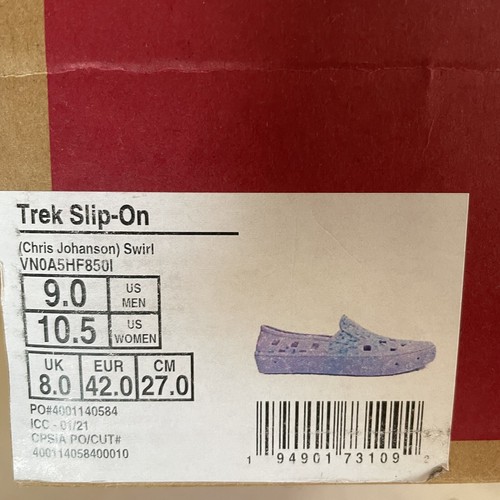 Trek Slip-On
(Chris Johanson) Swirl
VN0A5HF850I
9.0 US MEN
10.5 US WOMEN
UK EUR CM
8.0 42.0 27.0
PO#4001140584
ICC - 01/21
CPSIA PO/CUT#
400114058400010
1 94901 73109 2